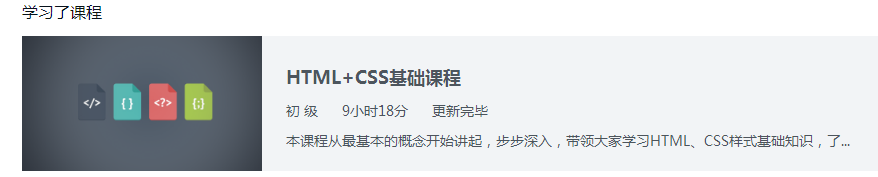 学习了课程
</> { } <?> {;}
HTML+CSS基础课程
初 级 9小时18分 更新完毕
本课程从最基本的概念开始讲起，步步深入，带领大家学习HTML、CSS样式基础知识，了...